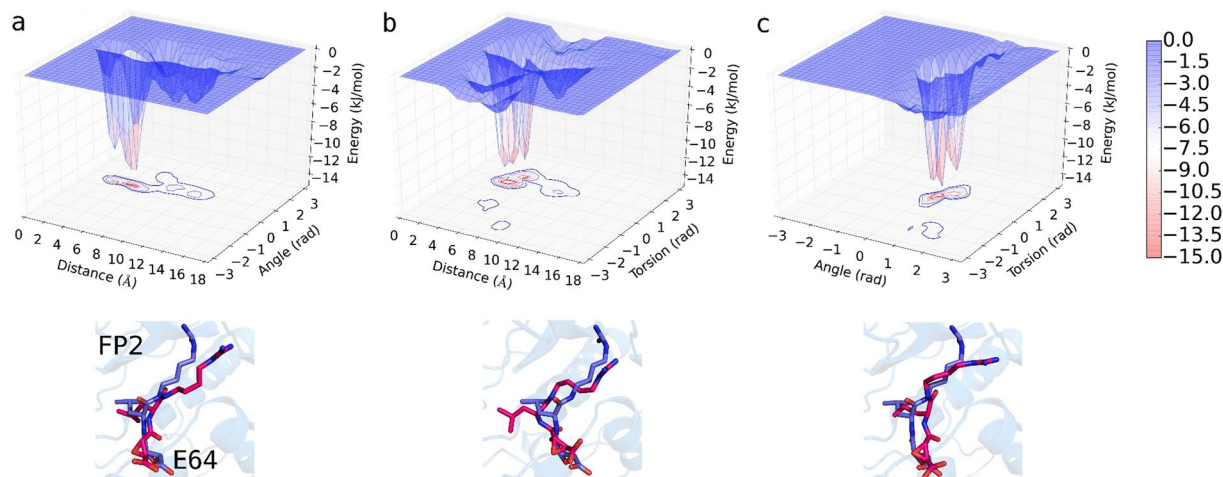 a
0
−2
−4
−6
−8
−10
−12
−14
Energy (kJ/mol)
0 2 4 6 8 10 12 14 16 18
Distance (Å)
−3 −2 −1 0 1 2 3
Angle (rad)
b
0
−2
−4
−6
−8
−10
−12
−14
Energy (kJ/mol)
0 2 4 6 8 10 12 14 16 18
Distance (Å)
−3 −2 −1 0 1 2 3
Torsion (rad)
c
0
−2
−4
−6
−8
−10
−12
−14
Energy (kJ/mol)
−3 −2 −1 0 1 2 3
Angle (rad)
−3 −2 −1 0 1 2 3
Torsion (rad)
0.0
−1.5
−3.0
−4.5
−6.0
−7.5
−9.0
−10.5
−12.0
−13.5
−15.0
FP2
E64